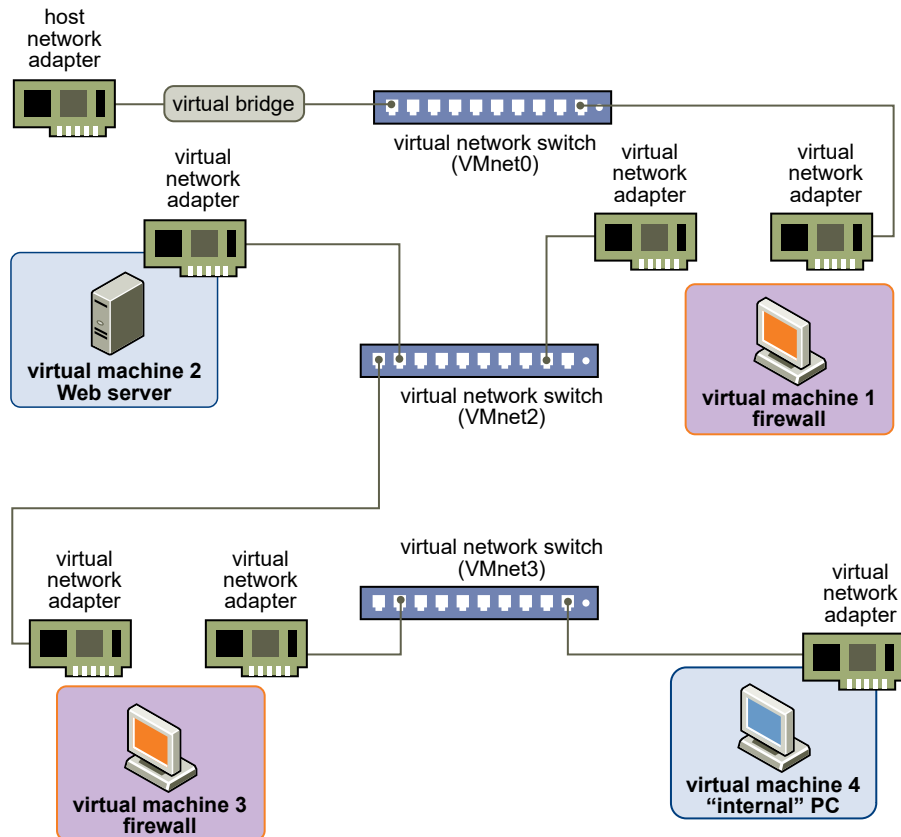 host
network
adapter
virtual bridge
virtual network switch
(VMnet0)
virtual
network
adapter
virtual
network
adapter
virtual
network
adapter
virtual machine 2
Web server
virtual network switch
(VMnet2)
virtual machine 1
firewall
virtual
network
adapter
virtual
network
adapter
virtual network switch
(VMnet3)
virtual
network
adapter
virtual machine 3
firewall
virtual machine 4
“internal” PC